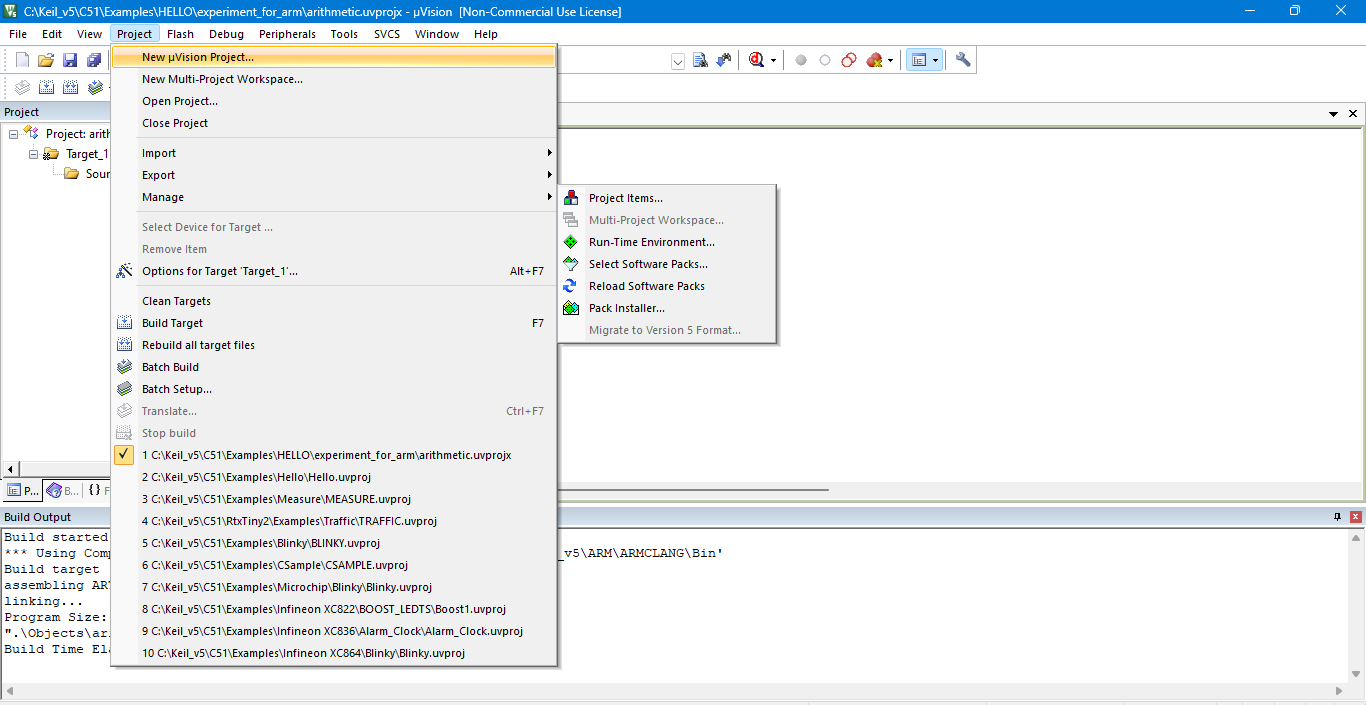 C:\Keil_v5\C51\Examples\HELLO\experiment_for_arm\arithmetic.uvprojx - µVision [Non-Commercial Use License]
File Edit View Project Flash Debug Peripherals Tools SVCS Window Help
New µVision Project...
New Multi-Project Workspace...
Open Project...
Close Project
Import
Export
Manage
Select Device for Target ...
Remove Item
Options for Target 'Target_1'... Alt+F7
Clean Targets
Build Target F7
Rebuild all target files
Batch Build
Batch Setup...
Translate... Ctrl+F7
Stop build
1 C:\Keil_v5\C51\Examples\HELLO\experiment_for_arm\arithmetic.uvprojx
2 C:\Keil_v5\C51\Examples\Hello\Hello.uvproj
3 C:\Keil_v5\C51\Examples\Measure\MEASURE.uvproj
4 C:\Keil_v5\C51\RtxTiny2\Examples\Traffic\TRAFFIC.uvproj
5 C:\Keil_v5\C51\Examples\Blinky\BLINKY.uvproj
6 C:\Keil_v5\C51\Examples\CSample\CSAMPLE.uvproj
7 C:\Keil_v5\C51\Examples\Microchip\Blinky\Blinky.uvproj
8 C:\Keil_v5\C51\Examples\Infineon XC822\BOOST_LEDTS\Boost1.uvproj
9 C:\Keil_v5\C51\Examples\Infineon XC836\Alarm_Clock\Alarm_Clock.uvproj
10 C:\Keil_v5\C51\Examples\Infineon XC864\Blinky\Blinky.uvproj
Project Items...
Multi-Project Workspace...
Run-Time Environment...
Select Software Packs...
Reload Software Packs
Pack Installer...
Migrate to Version 5 Format...
Project
Project: arith
Target_1
Sour
P... B... {} F
Build Output
Build started
*** Using Comp _v5\ARM\ARMCLANG\Bin'
Build target
assembling AR
linking...
Program Size:
".\Objects\ari
Build Time Ela